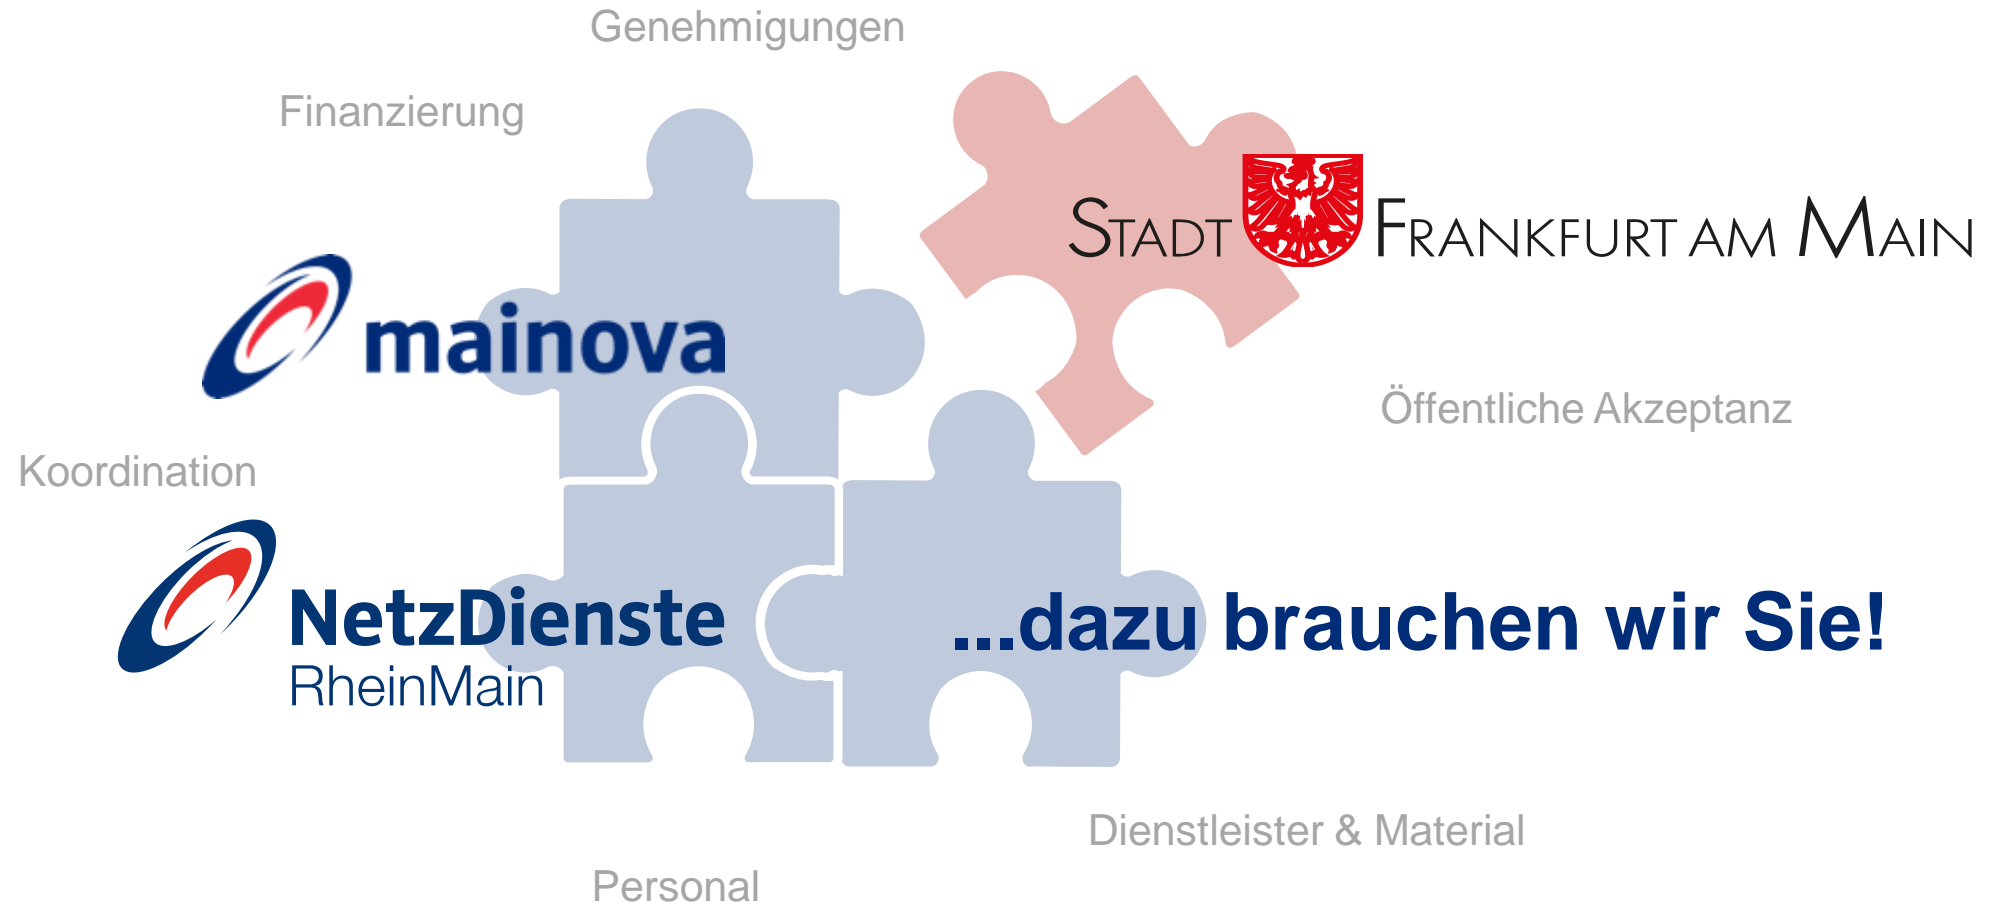 Genehmigungen
Finanzierung
STADT FRANKFURT AM MAIN
mainova
Öffentliche Akzeptanz
Koordination
NetzDienste
RheinMain
...dazu brauchen wir Sie!
Dienstleister & Material
Personal